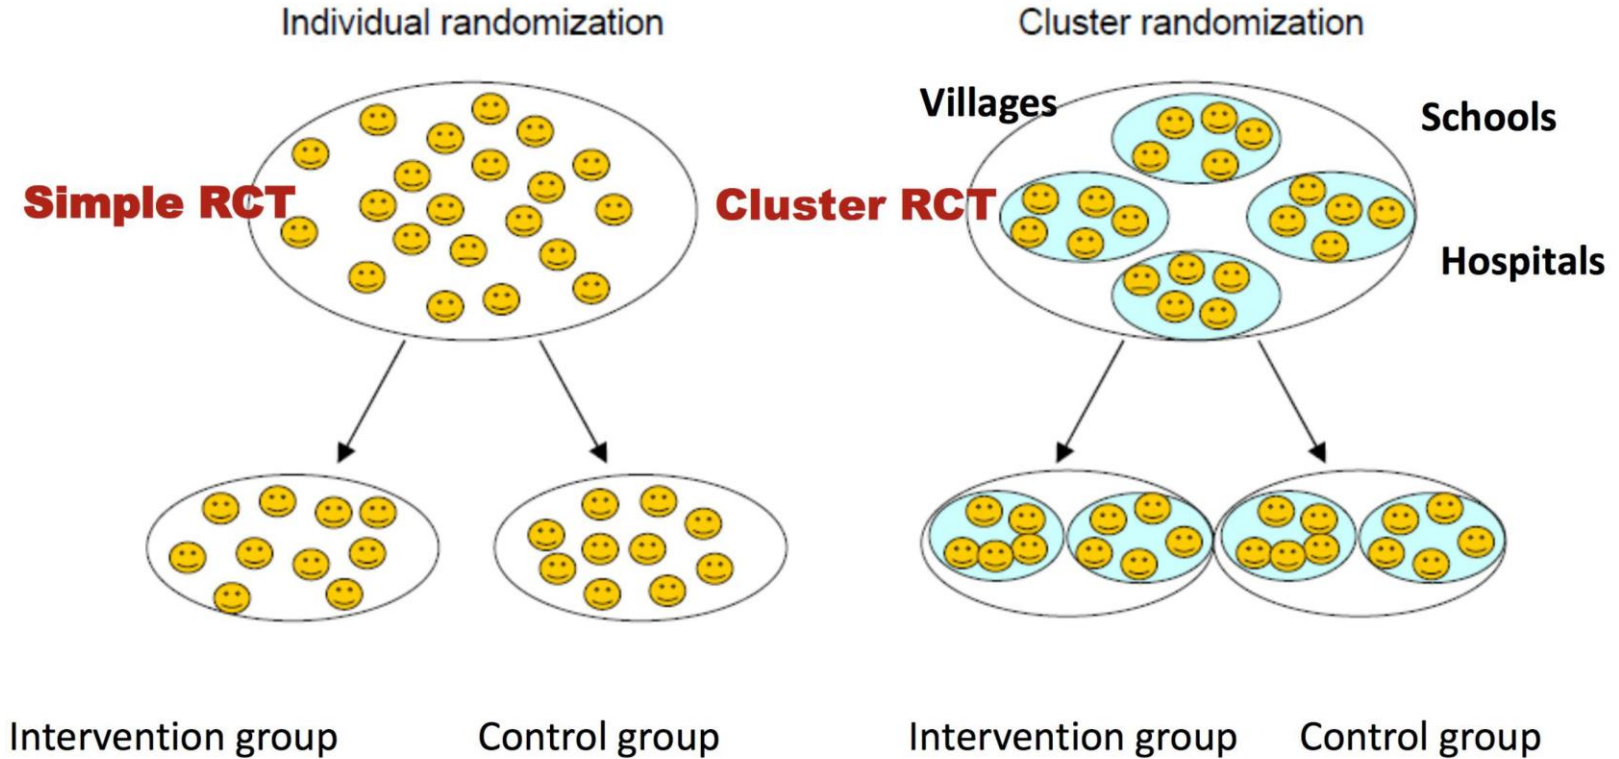 Individual randomization
Cluster randomization
Villages
Schools
Simple RCT
Cluster RCT
Hospitals
Intervention group
Control group
Intervention group
Control group